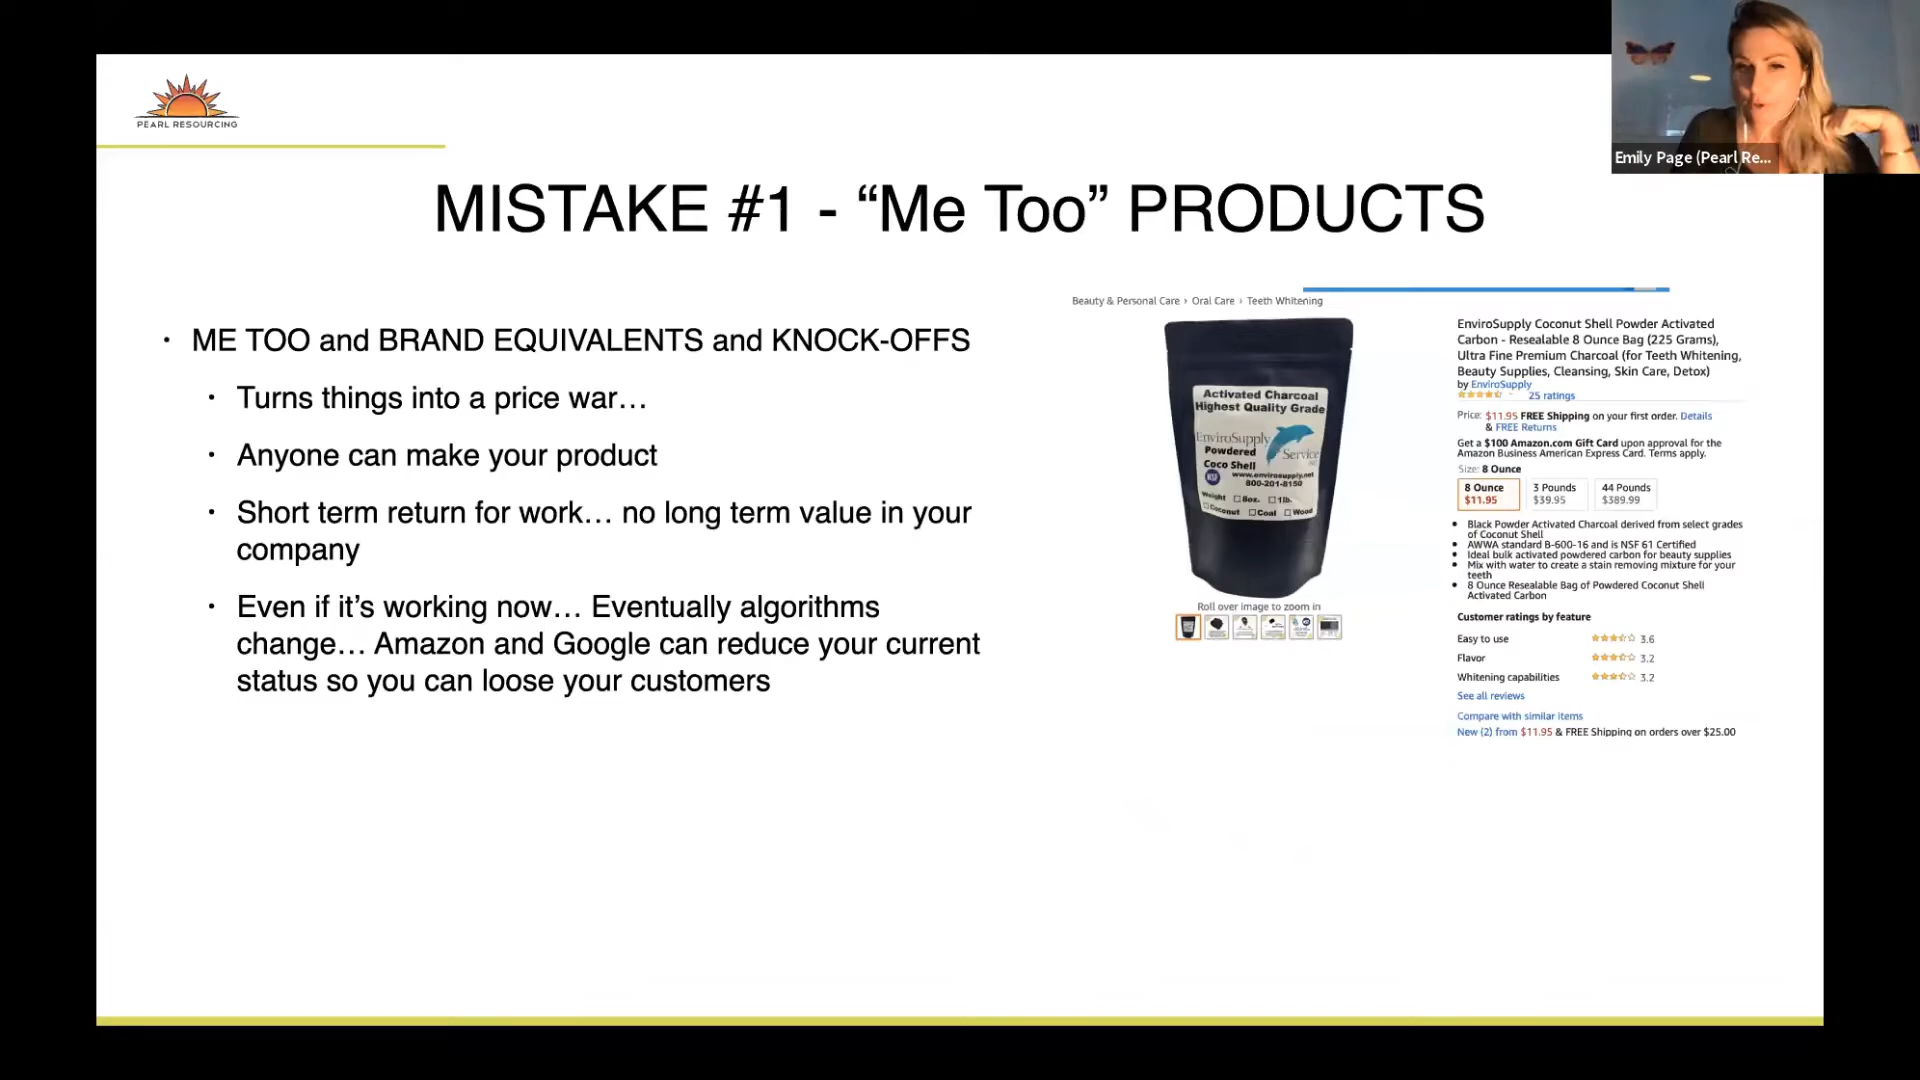 PEARL RESOURCING
Emily Page (Pearl Re...
MISTAKE #1 - “Me Too” PRODUCTS
• ME TOO and BRAND EQUIVALENTS and KNOCK-OFFS
• Turns things into a price war…
• Anyone can make your product
• Short term return for work… no long term value in your
company
• Even if it’s working now… Eventually algorithms
change… Amazon and Google can reduce your current
status so you can loose your customers
Beauty & Personal Care › Oral Care › Teeth Whitening
Activated Charcoal
Highest Quality Grade
EnviroSupply
Powdered
Service
Coco Shell
NSF
www.envirosupply.net
800-201-8150
Weight 8oz. 1lb.
Coconut Coal Wood
Roll over image to zoom in
EnviroSupply Coconut Shell Powder Activated
Carbon - Resealable 8 Ounce Bag (225 Grams),
Ultra Fine Premium Charcoal (for Teeth Whitening,
Beauty Supplies, Cleansing, Skin Care, Detox)
by EnviroSupply
25 ratings
Price: $11.95 FREE Shipping on your first order. Details
& FREE Returns
Get a $100 Amazon.com Gift Card upon approval for the
Amazon Business American Express Card. Terms apply.
Size: 8 Ounce
8 Ounce 3 Pounds 44 Pounds
$11.95 $39.95 $389.99
• Black Powder Activated Charcoal derived from select grades
of Coconut Shell
• AWWA standard B-600-16 and is NSF 61 Certified
• Ideal bulk activated powdered carbon for beauty supplies
• Mix with water to create a stain removing mixture for your
teeth
• 8 Ounce Resealable Bag of Powdered Coconut Shell
Activated Carbon
Customer ratings by feature
Easy to use 3.6
Flavor 3.2
Whitening capabilities 3.2
See all reviews
Compare with similar items
New (2) from $11.95 & FREE Shipping on orders over $25.00